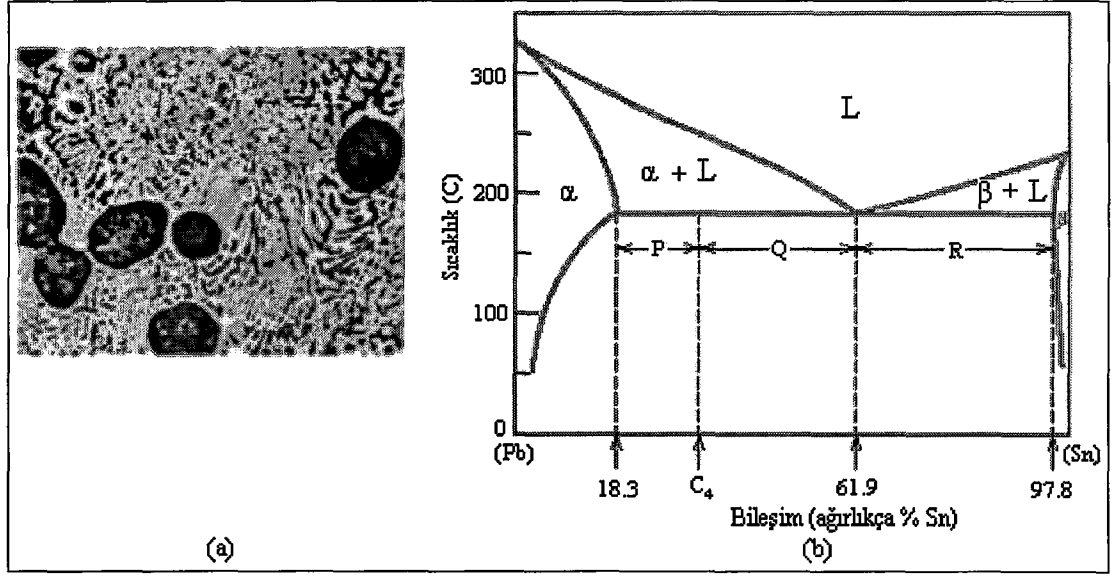 300
200
100
0
Sıcaklık (C)
L
α
α + L
β + L
β
P
Q
R
(Pb)
(Sn)
18.3
C4
61.9
97.8
Bileşim (ağırlıkça % Sn)
(a)
(b)